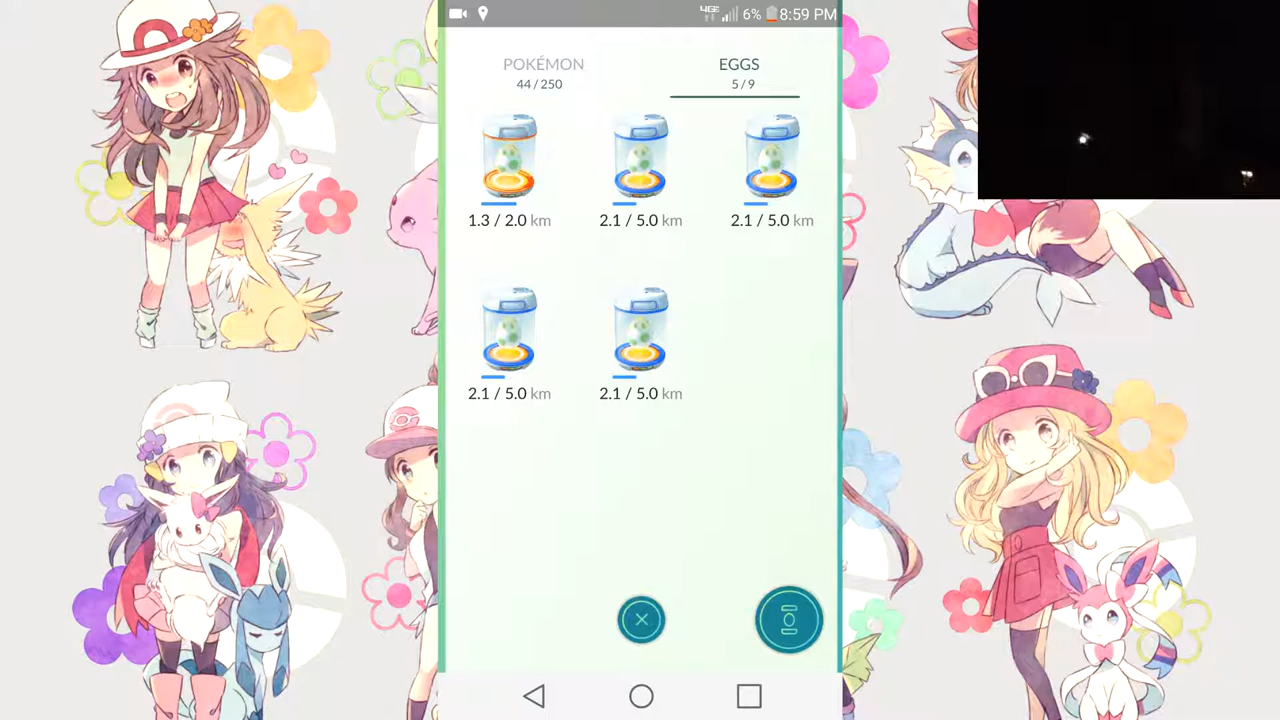 4G 6% 8:59 PM
POKÉMON EGGS
44 / 250 5 / 9
1.3 / 2.0 km 2.1 / 5.0 km 2.1 / 5.0 km
2.1 / 5.0 km 2.1 / 5.0 km